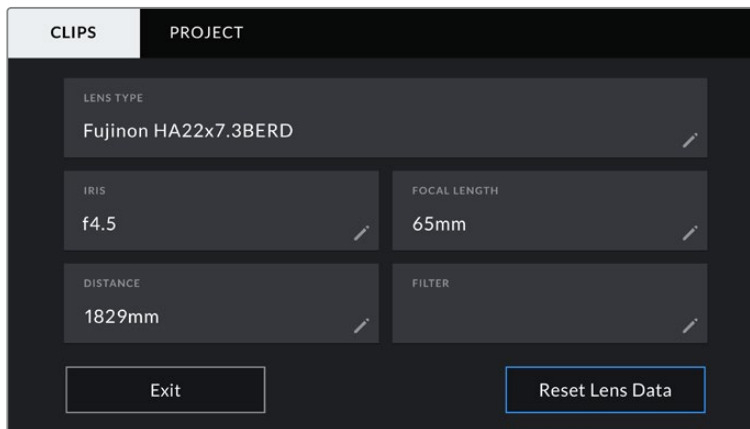 CLIPS PROJECT
LENS TYPE
Fujinon HA22x7.3BERD
IRIS
f4.5
FOCAL LENGTH
65mm
DISTANCE
1829mm
FILTER
Exit Reset Lens Data